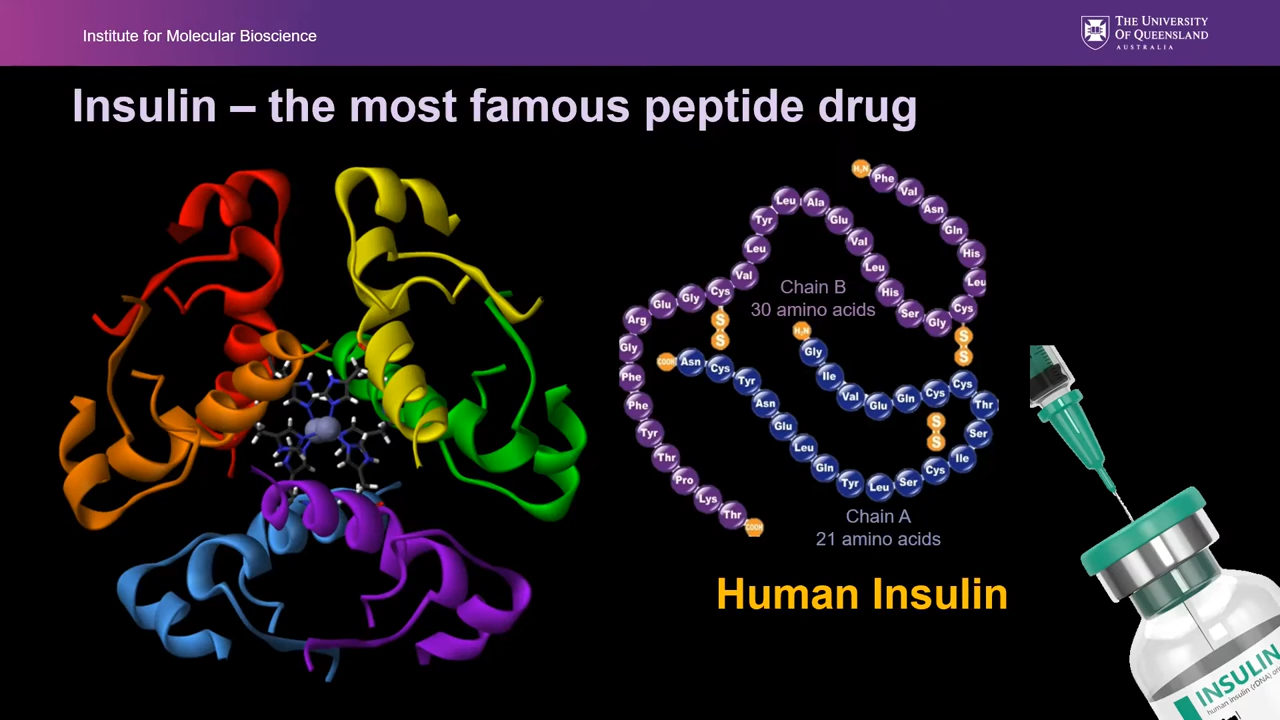 Institute for Molecular Bioscience
THE UNIVERSITY
OF QUEENSLAND
AUSTRALIA
Insulin – the most famous peptide drug
H₂N Phe Val Asn Gln His Leu Cys Gly Ser His Leu Val Glu Ala Leu Tyr Leu Val Cys Gly Glu Arg Gly Phe Phe Tyr Thr Pro Lys Thr COOH
Chain B
30 amino acids
S
S
S
S
H₂N Gly Ile Val Glu Gln Cys Cys Thr Ser Ile Cys Ser Leu Tyr Gln Leu Glu Asn Tyr Cys Asn COOH
S
S
Chain A
21 amino acids
Human Insulin
INSULIN
human insulin (rDNA)